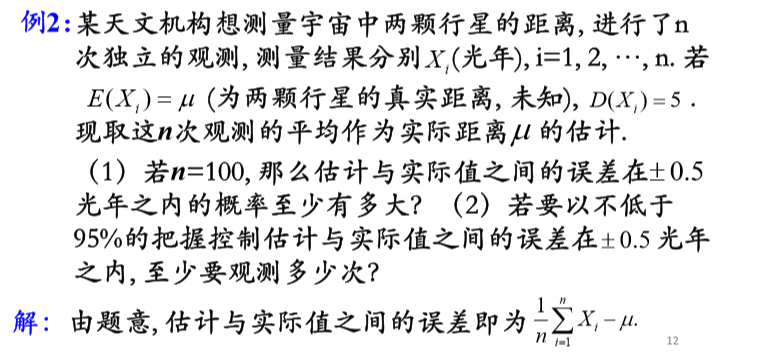 例2:某天文机构想测量宇宙中两颗行星的距离,进行了n
次独立的观测,测量结果分别X_i(光年),i=1, 2, ⋯, n. 若
E(X_i) = μ (为两颗行星的真实距离, 未知), D(X_i) = 5 .
现取这n次观测的平均作为实际距离μ 的估计.
（1）若n=100, 那么估计与实际值之间的误差在±0.5
光年之内的概率至少有多大? （2）若要以不低于
95%的把握控制估计与实际值之间的误差在±0.5 光年
之内,至少要观测多少次?
解: 由题意,估计与实际值之间的误差即为 \frac{1}{n}\sum_{i=1}^{n} X_i − μ.
12